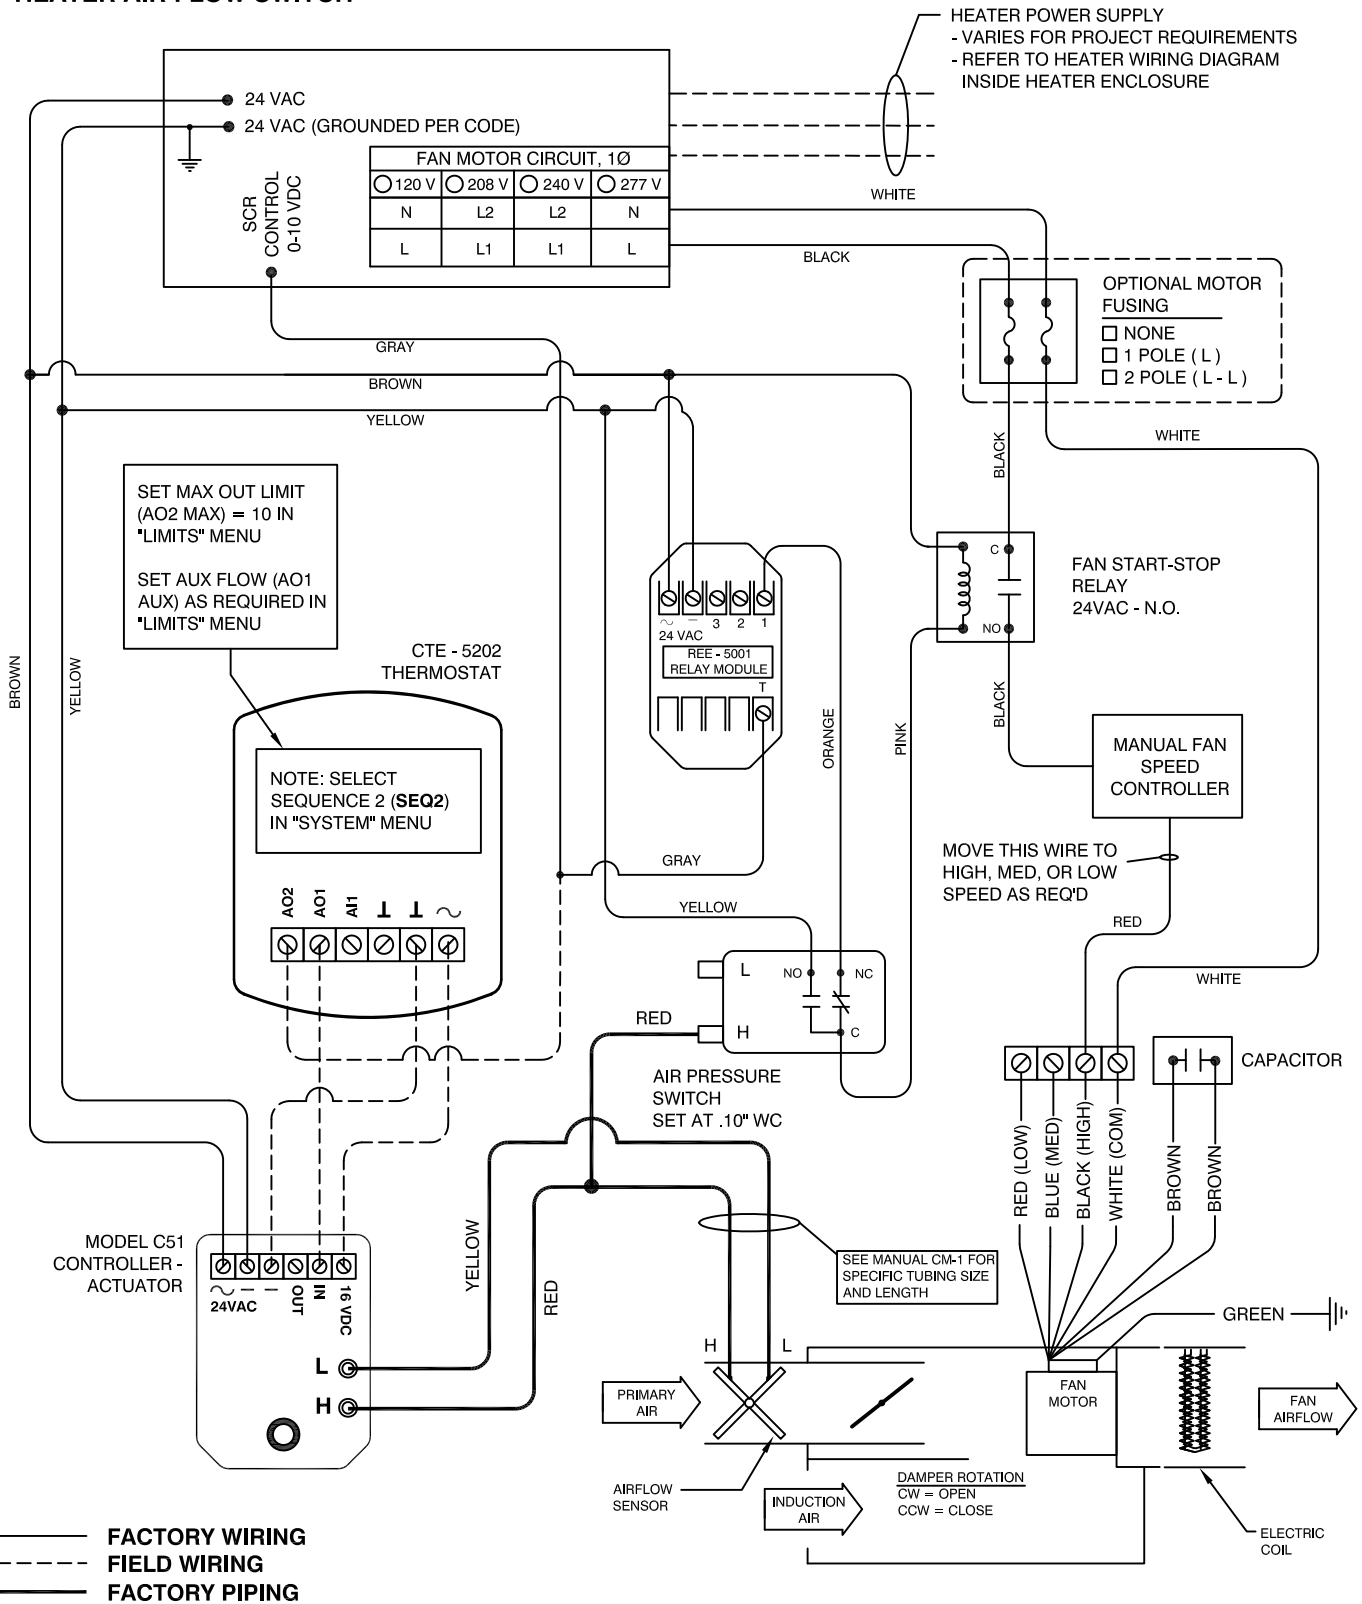 HEATER AIR FLOW SWITCH
HEATER POWER SUPPLY
- VARIES FOR PROJECT REQUIREMENTS
- REFER TO HEATER WIRING DIAGRAM
INSIDE HEATER ENCLOSURE
24 VAC
24 VAC (GROUNDED PER CODE)
SCR
CONTROL
0-10 VDC
FAN MOTOR CIRCUIT, 1Ø
120 V 208 V 240 V 277 V
N L2 L2 N
L L1 L1 L
WHITE
BLACK
OPTIONAL MOTOR
FUSING
NONE
1 POLE ( L )
2 POLE ( L - L )
GRAY
BROWN
YELLOW
BLACK
WHITE
SET MAX OUT LIMIT
(AO2 MAX) = 10 IN
"LIMITS" MENU
SET AUX FLOW (AO1
AUX) AS REQUIRED IN
"LIMITS" MENU
C
NO
FAN START-STOP
RELAY
24VAC - N.O.
3 2 1
24 VAC
REE - 5001
RELAY MODULE
T
BROWN
YELLOW
CTE - 5202
THERMOSTAT
ORANGE
PINK
BLACK
MANUAL FAN
SPEED
CONTROLLER
NOTE: SELECT
SEQUENCE 2 (SEQ2)
IN "SYSTEM" MENU
GRAY
MOVE THIS WIRE TO
HIGH, MED, OR LOW
SPEED AS REQ'D
AO2
AO1
AI1
YELLOW
RED
WHITE
L
NO
NC
H
C
RED
AIR PRESSURE
SWITCH
SET AT .10" WC
CAPACITOR
RED (LOW)
BLUE (MED)
BLACK (HIGH)
WHITE (COM)
BROWN
BROWN
MODEL C51
CONTROLLER -
ACTUATOR
24VAC
OUT
IN
16 VDC
L
H
YELLOW
RED
SEE MANUAL CM-1 FOR
SPECIFIC TUBING SIZE
AND LENGTH
GREEN
H
L
PRIMARY
AIR
FAN
MOTOR
FAN
AIRFLOW
AIRFLOW
SENSOR
INDUCTION
AIR
DAMPER ROTATION
CW = OPEN
CCW = CLOSE
ELECTRIC
COIL
FACTORY WIRING
FIELD WIRING
FACTORY PIPING